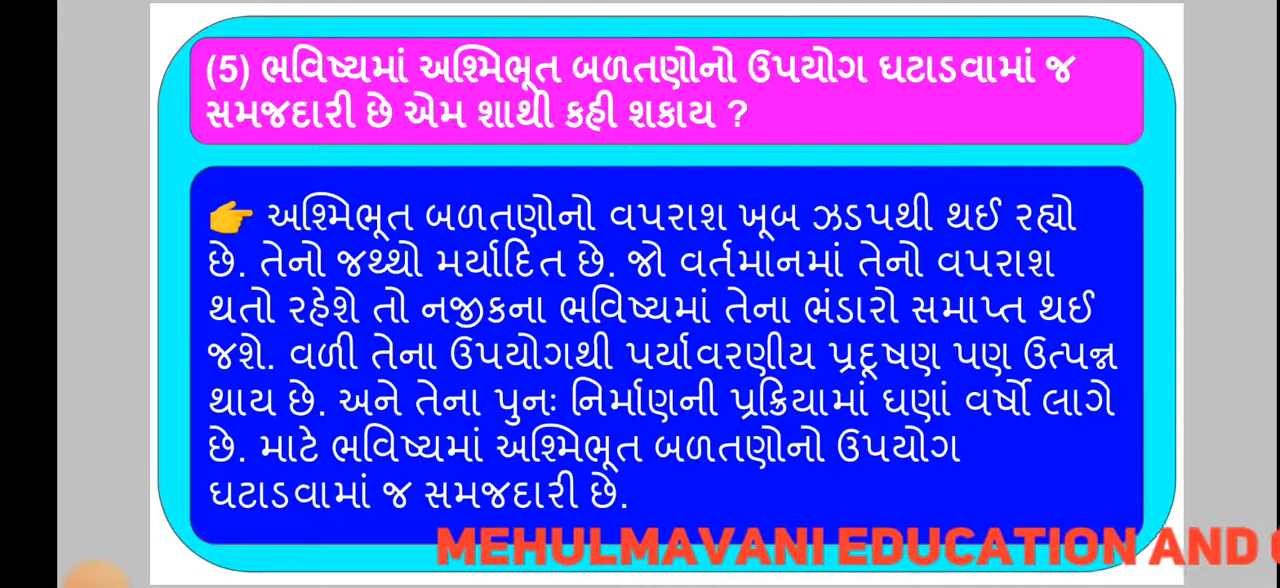 (5) ભવિષ્યમાં અશ્મિભૂત બળતણોનો ઉપયોગ ઘટાડવામાં જ
સમજદારી છે એમ શાથી કહી શકાય ?
👉 અશ્મિભૂત બળતણોનો વપરાશ ખૂબ ઝડપથી થઈ રહ્યો
છે. તેનો જથ્થો મર્યાદિત છે. જો વર્તમાનમાં તેનો વપરાશ
થતો રહેશે તો નજીકના ભવિષ્યમાં તેના ભંડારો સમાપ્ત થઈ
જશે. વળી તેના ઉપયોગથી પર્યાવરણીય પ્રદૂષણ પણ ઉત્પન્ન
થાય છે. અને તેના પુનઃ નિર્માણની પ્રક્રિયામાં ઘણાં વર્ષો લાગે
છે. માટે ભવિષ્યમાં અશ્મિભૂત બળતણોનો ઉપયોગ
ઘટાડવામાં જ સમજદારી છે.
MEHULMAVANI EDUCATION AND